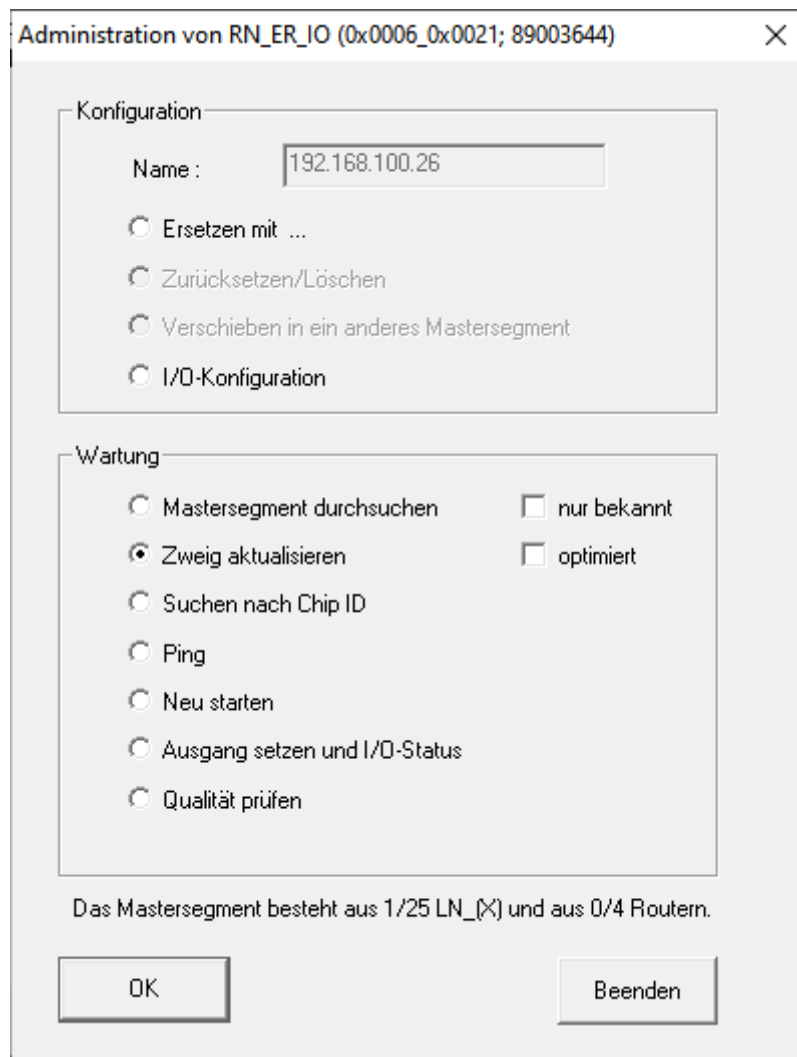 Administration von RN_ER_IO (0x0006_0x0021; 89003644)
Konfiguration
Name : 192.168.100.26
Ersetzen mit ...
Zurücksetzen/Löschen
Verschieben in ein anderes Mastersegment
I/O-Konfiguration
Wartung
Mastersegment durchsuchen nur bekannt
Zweig aktualisieren optimiert
Suchen nach Chip ID
Ping
Neu starten
Ausgang setzen und I/O-Status
Qualität prüfen
Das Mastersegment besteht aus 1/25 LN_(X) und aus 0/4 Routern.
OK Beenden